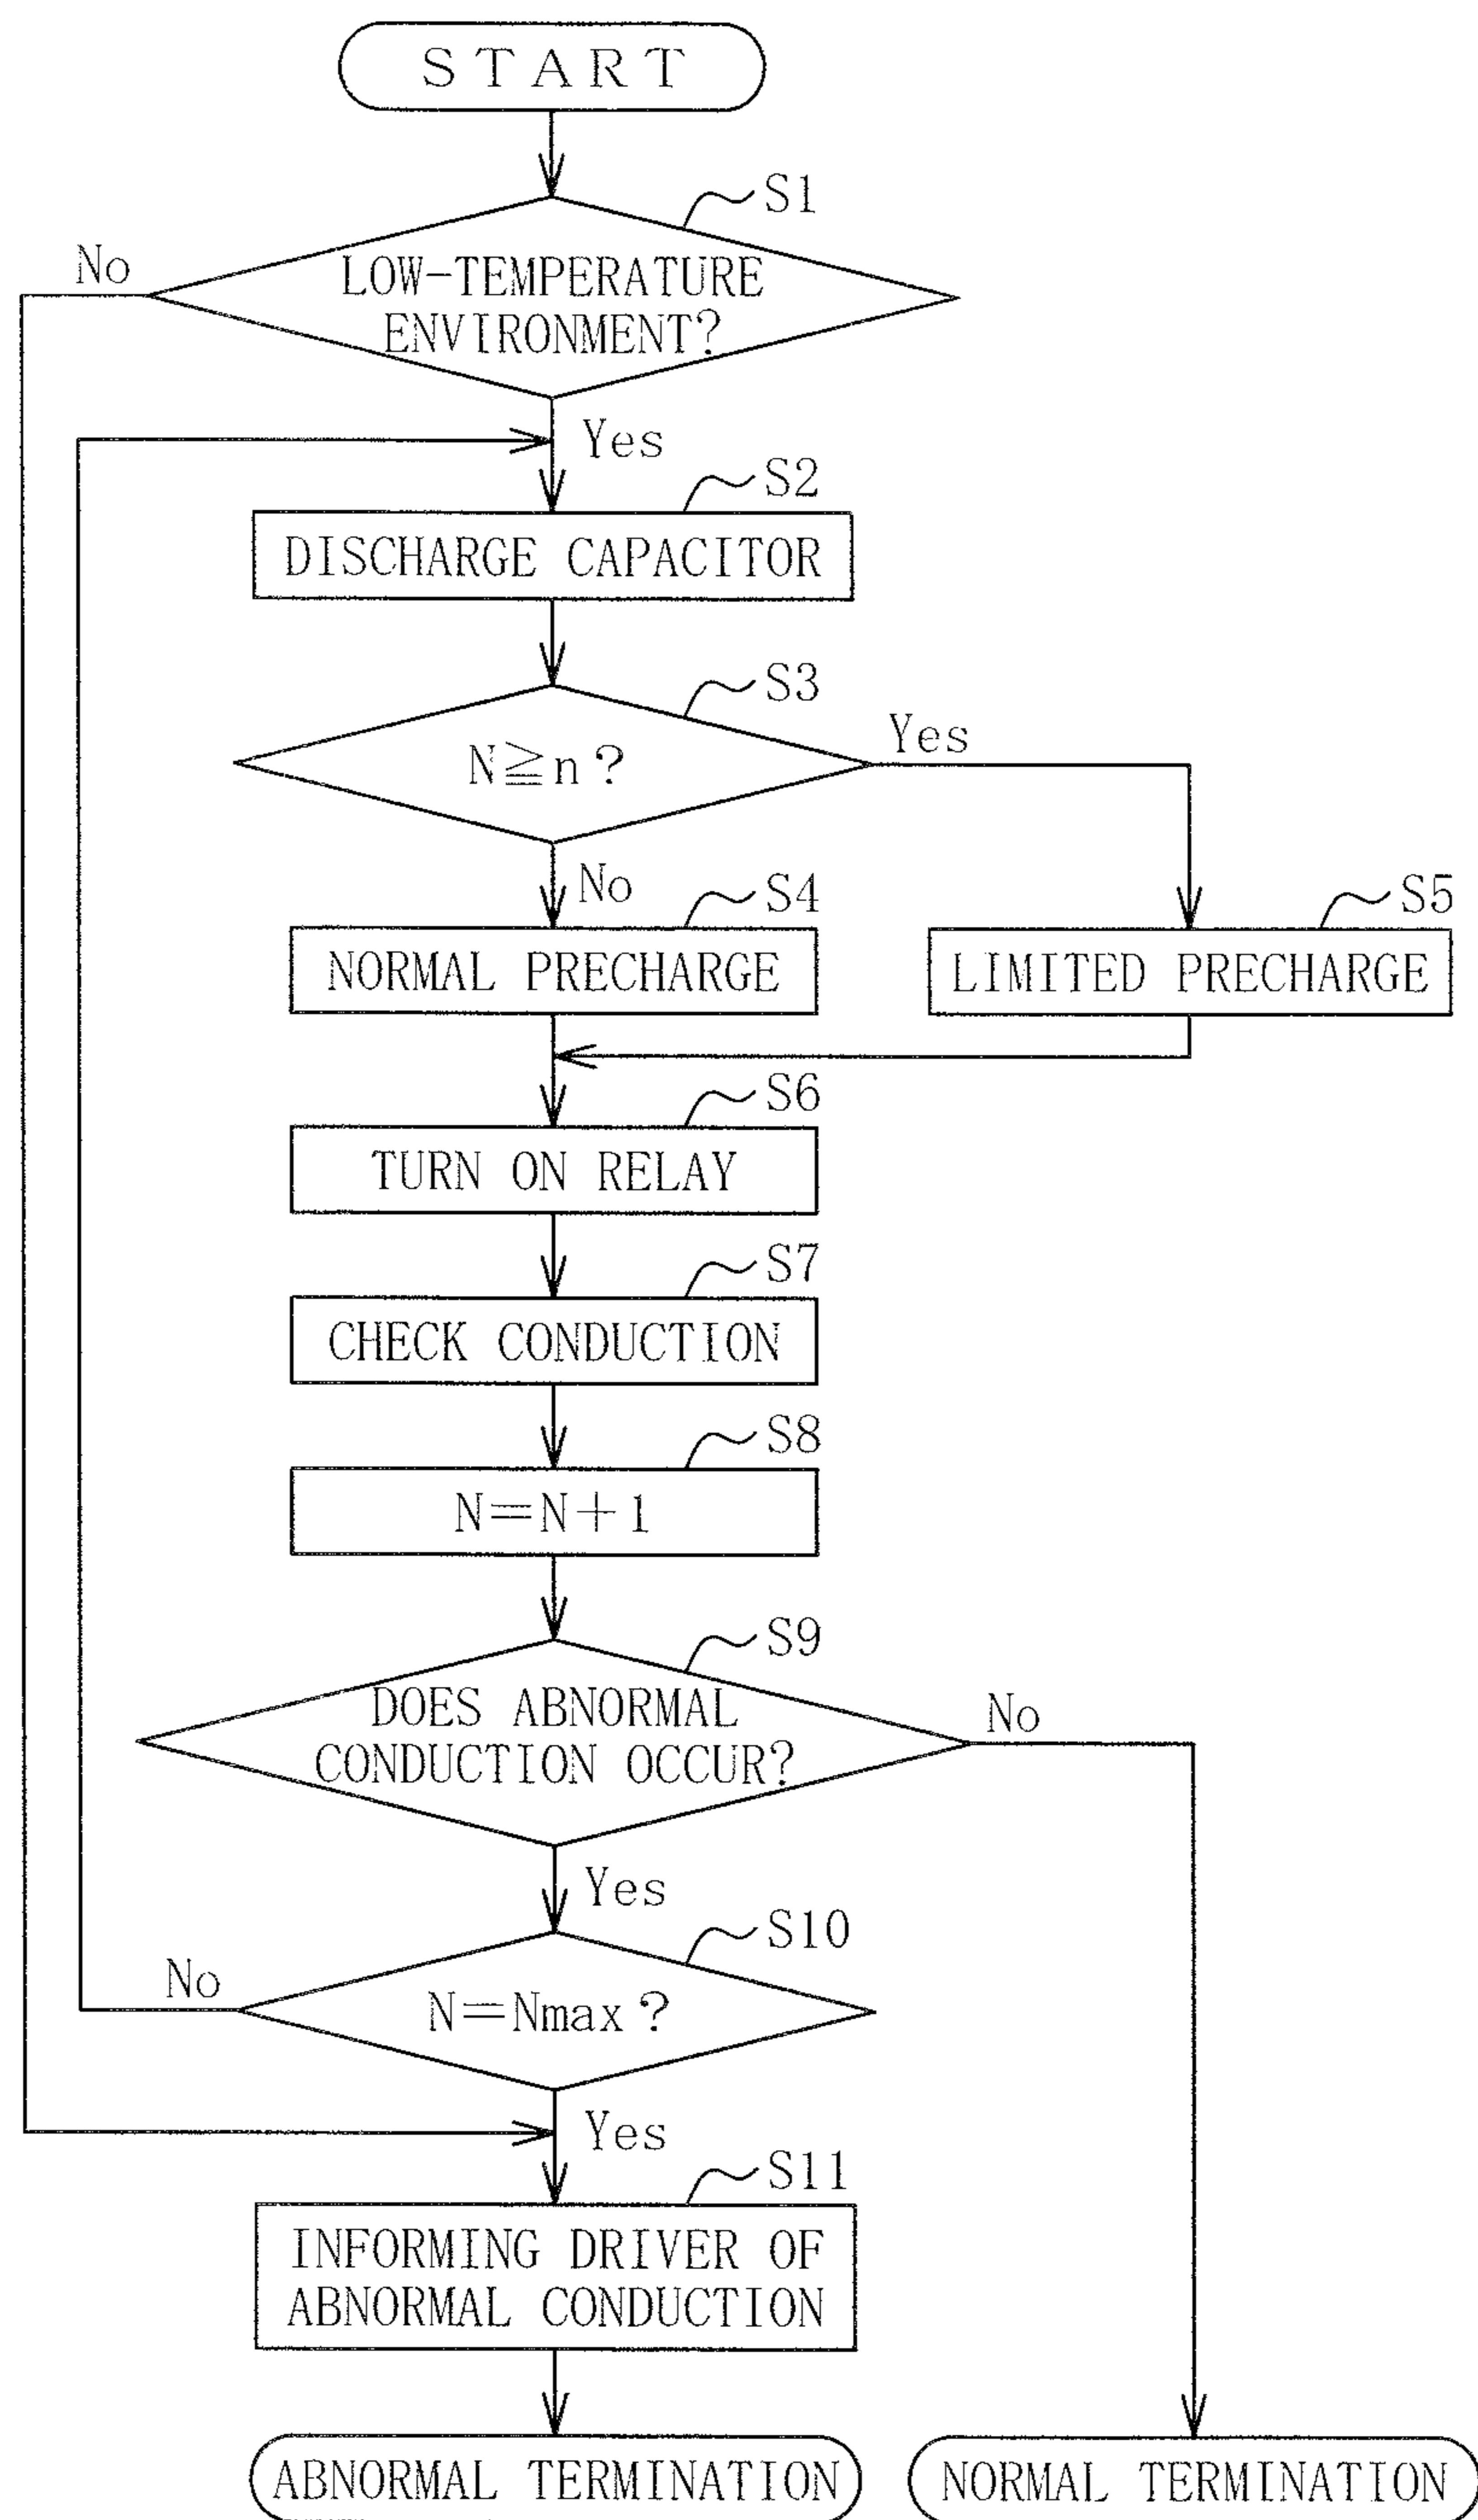 START
S1
No
LOW-TEMPERATURE
ENVIRONMENT?
Yes
S2
DISCHARGE CAPACITOR
S3
N≧n?
Yes
No
S4
NORMAL PRECHARGE
S5
LIMITED PRECHARGE
S6
TURN ON RELAY
S7
CHECK CONDUCTION
S8
N=N+1
S9
DOES ABNORMAL
CONDUCTION OCCUR?
No
Yes
S10
No
N=Nmax?
Yes
S11
INFORMING DRIVER OF
ABNORMAL CONDUCTION
ABNORMAL TERMINATION
NORMAL TERMINATION